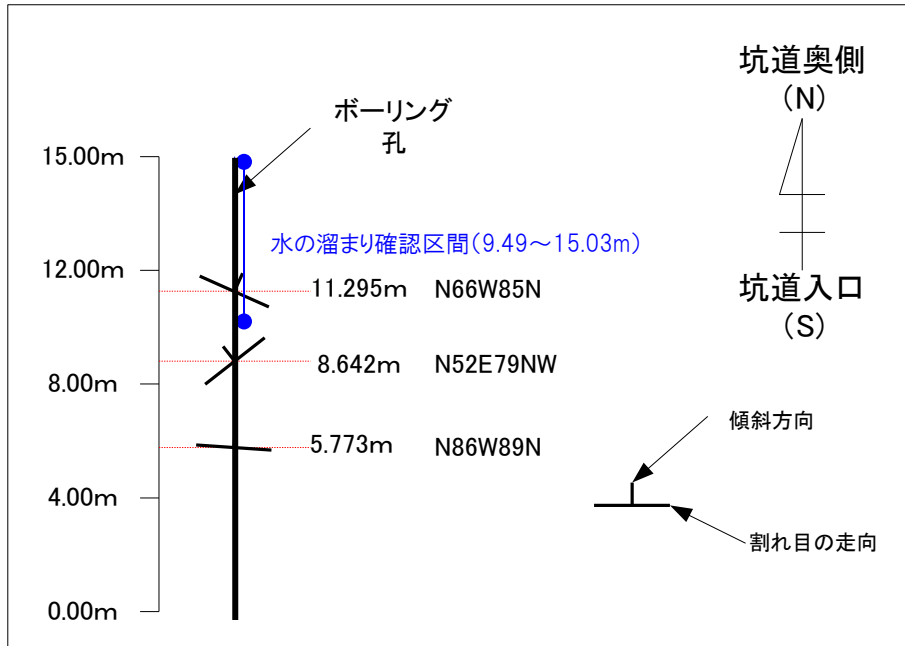 坑道奥側
(N)
ボーリング
孔
15.00m
水の溜まり確認区間(9.49～15.03m)
12.00m
11.295m N66W85N
坑道入口
(S)
8.642m N52E79NW
8.00m
傾斜方向
5.773m N86W89N
4.00m
割れ目の走向
0.00m